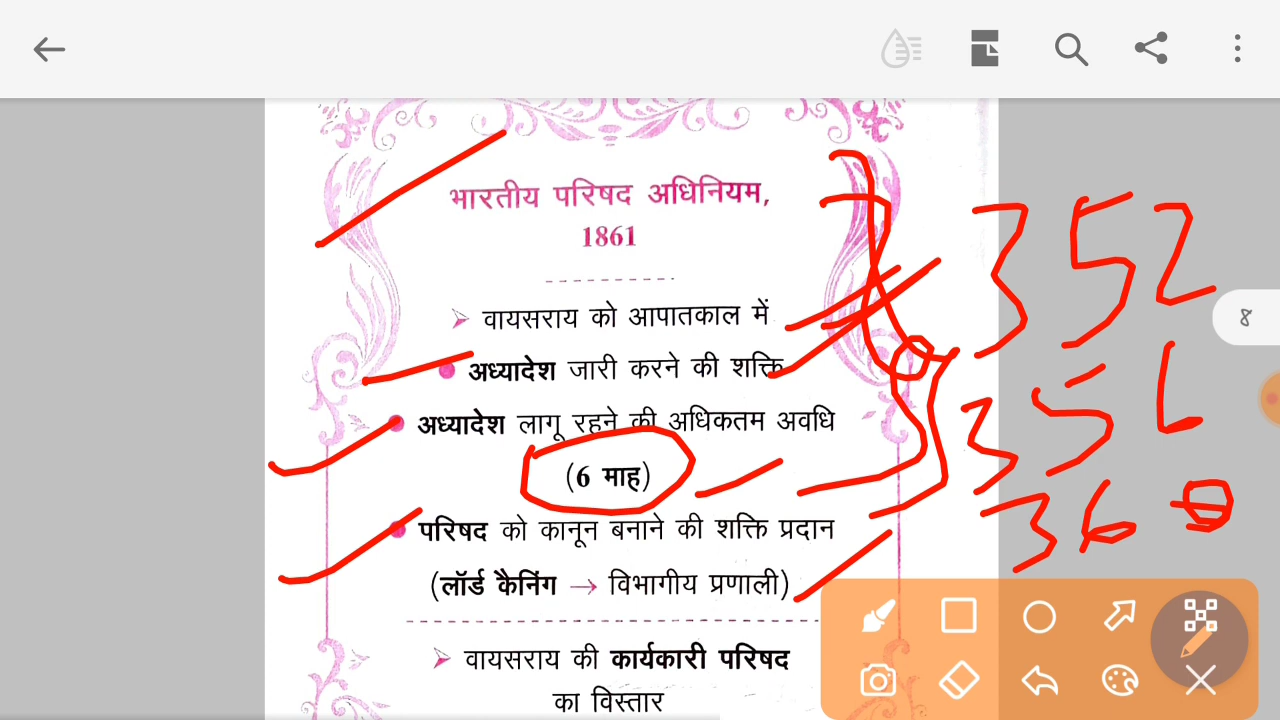 भारतीय परिषद अधिनियम,
1861
➢ वायसराय को आपातकाल में
• अध्यादेश जारी करने की शक्ति
• अध्यादेश लागू रहने की अधिकतम अवधि
(6 माह)
• परिषद को कानून बनाने की शक्ति प्रदान
(लॉर्ड कैनिंग → विभागीय प्रणाली)
➢ वायसराय की कार्यकारी परिषद
का विस्तार
352
356
360
8